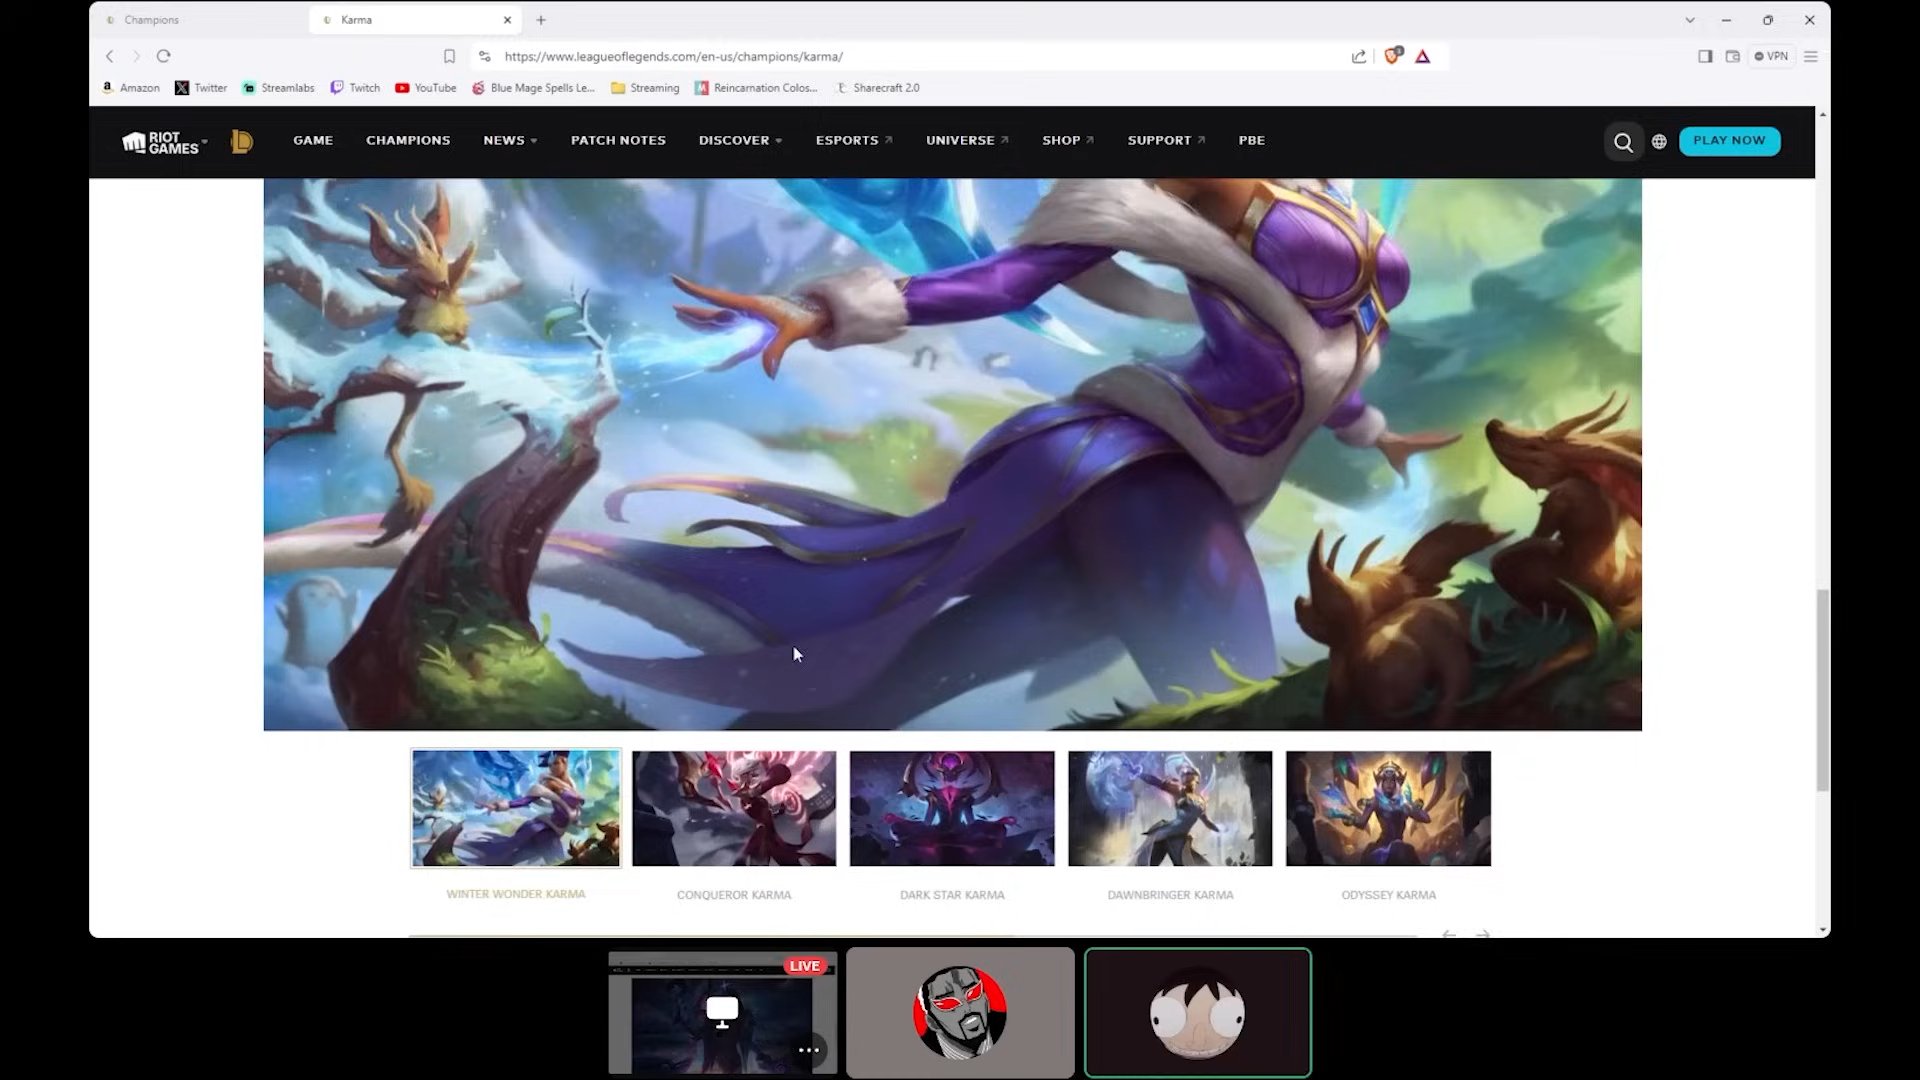 Champions
Karma
https://www.leagueoflegends.com/en-us/champions/karma/
VPN
Amazon
Twitter
Streamlabs
Twitch
YouTube
Blue Mage Spells Le...
Streaming
Reincarnation Colos...
Sharecraft 2.0
RIOT GAMES
GAME
CHAMPIONS
NEWS
PATCH NOTES
DISCOVER
ESPORTS
UNIVERSE
SHOP
SUPPORT
PBE
PLAY NOW
WINTER WONDER KARMA
CONQUEROR KARMA
DARK STAR KARMA
DAWNBRINGER KARMA
ODYSSEY KARMA
LIVE